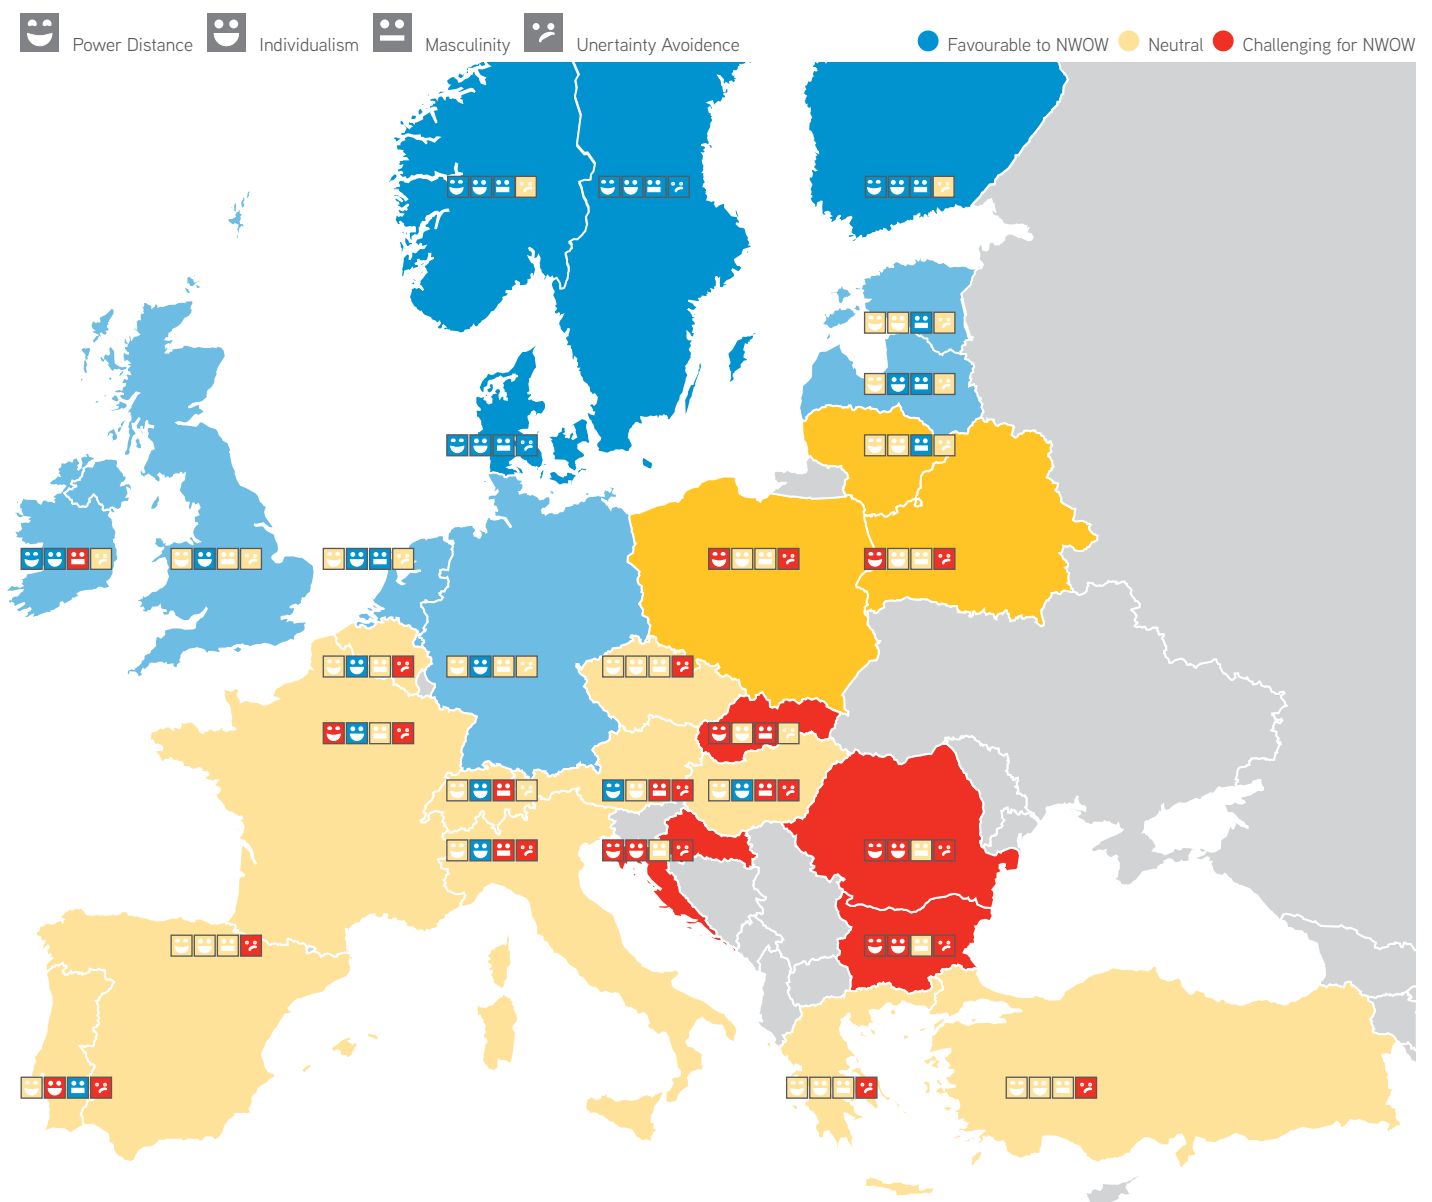 Power Distance
Individualism
Masculinity
Unertainty Avoidence
Favourable to NWOW
Neutral
Challenging for NWOW